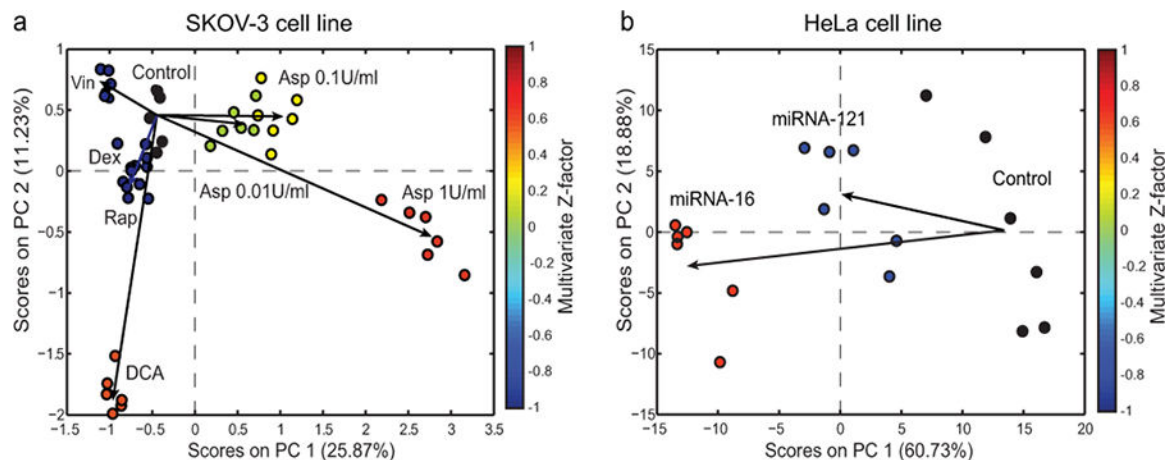 a
SKOV-3 cell line
b
HeLa cell line
Scores on PC 2 (11.23%)
1
0.5
0
−0.5
−1
−1.5
−2
Vin
Control
Asp 0.1U/ml
Dex
Asp 0.01U/ml
Asp 1U/ml
Rap
DCA
-1.5
-1
-0.5
0
0.5
1
1.5
2
2.5
3
3.5
Scores on PC 1 (25.87%)
1
0.8
0.6
0.4
0.2
0
-0.2
-0.4
-0.6
-0.8
-1
Multivariate Z-factor
Scores on PC 2 (18.88%)
15
10
5
0
−5
−10
−15
miRNA-121
miRNA-16
Control
−15
−10
−5
0
5
10
15
20
Scores on PC 1 (60.73%)
1
0.8
0.6
0.4
0.2
0
-0.2
-0.4
-0.6
-0.8
-1
Multivariate Z-factor